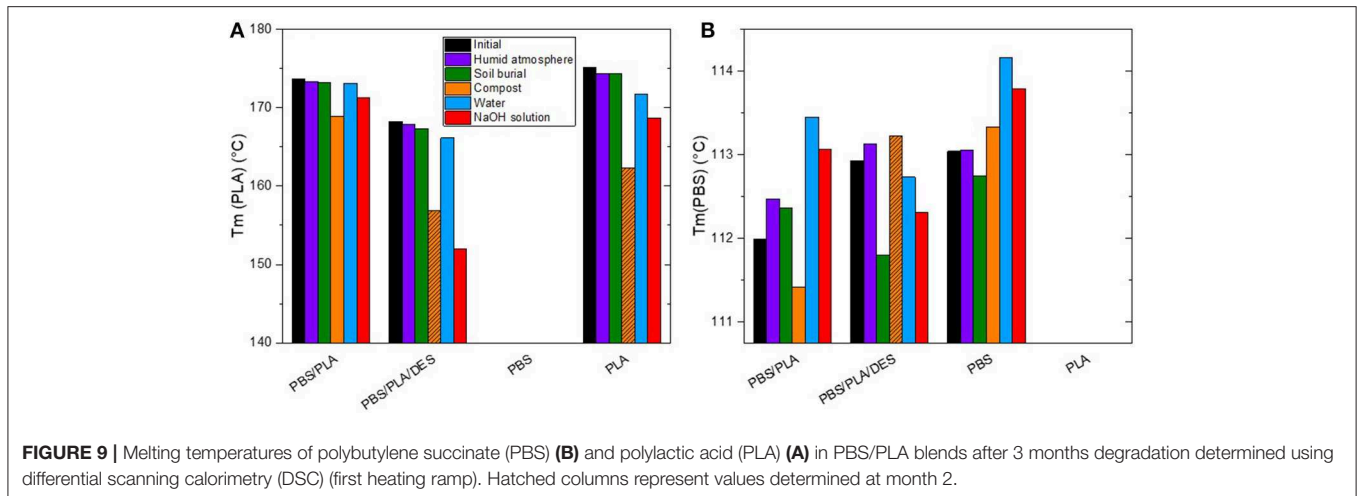 A
180
170
160
150
140
Tm (PLA) (°C)
Initial
Humid atmosphere
Soil burial
Compost
Water
NaOH solution
PBS/PLA
PBS/PLA/DES
PBS
PLA
B
114
113
112
111
Tm(PBS) (°C)
PBS/PLA
PBS/PLA/DES
PBS
PLA
FIGURE 9 | Melting temperatures of polybutylene succinate (PBS) (B) and polylactic acid (PLA) (A) in PBS/PLA blends after 3 months degradation determined using
differential scanning calorimetry (DSC) (first heating ramp). Hatched columns represent values determined at month 2.